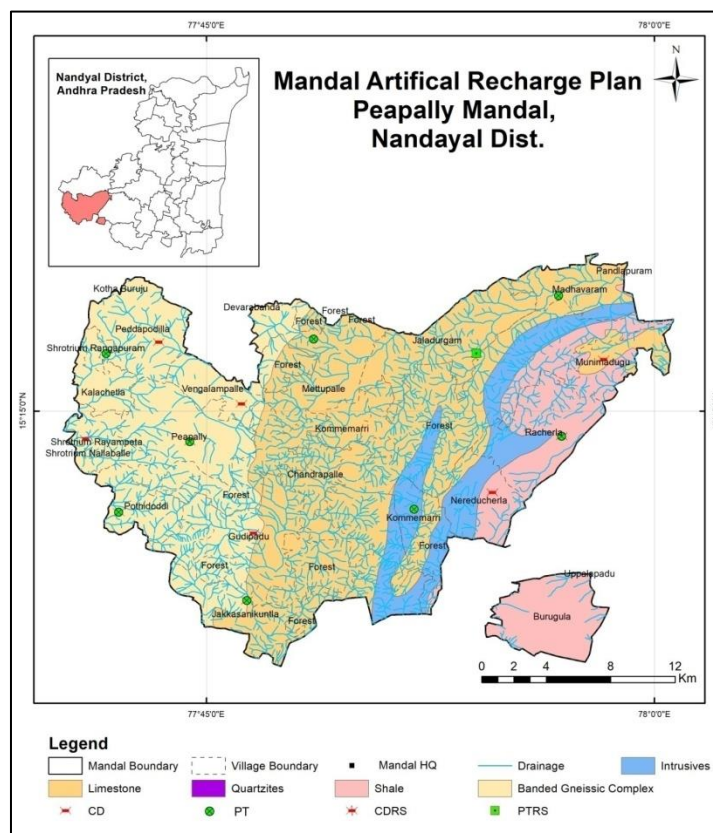 77°45'0"E
78°0'0"E
Nandyal District,
Andhra Pradesh
Mandal Artifical Recharge Plan
Peapally Mandal,
Nandayal Dist.
N
Pandlapuram
Kotha Buruju
Madhavaram
Devarabanda
Forest
Forest
Forest
Peddapodilla
Jaladurgam
Shrotrium Rangapuram
Forest
Munimadugu
Kalachetla
Vengalampalle
Mettupalle
15°15'0"N
15°15'0"N
Kommemarri
Forest
Peapally
Racherla
Shrotrium Rayampeta
Shrotrium Nallaballe
Chandrapalle
Forest
Nereducherla
Pothidoddi
Kommemarri
Gudipadu
Forest
Forest
Forest
Uppalapadu
Jakkasanikuntla
Forest
Burugula
0 2 4 8 12
Km
77°45'0"E
78°0'0"E
Legend
Mandal Boundary
Village Boundary
Mandal HQ
Drainage
Intrusives
Limestone
Quartzites
Shale
Banded Gneissic Complex
CD
PT
CDRS
PTRS